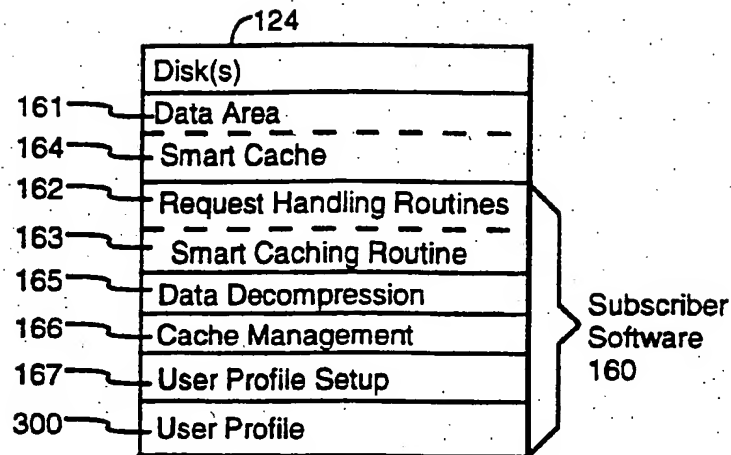 124
Disk(s)
161 Data Area
164 Smart Cache
162 Request Handling Routines
163 Smart Caching Routine
165 Data Decompression
166 Cache Management
167 User Profile Setup
300 User Profile
Subscriber
Software
160